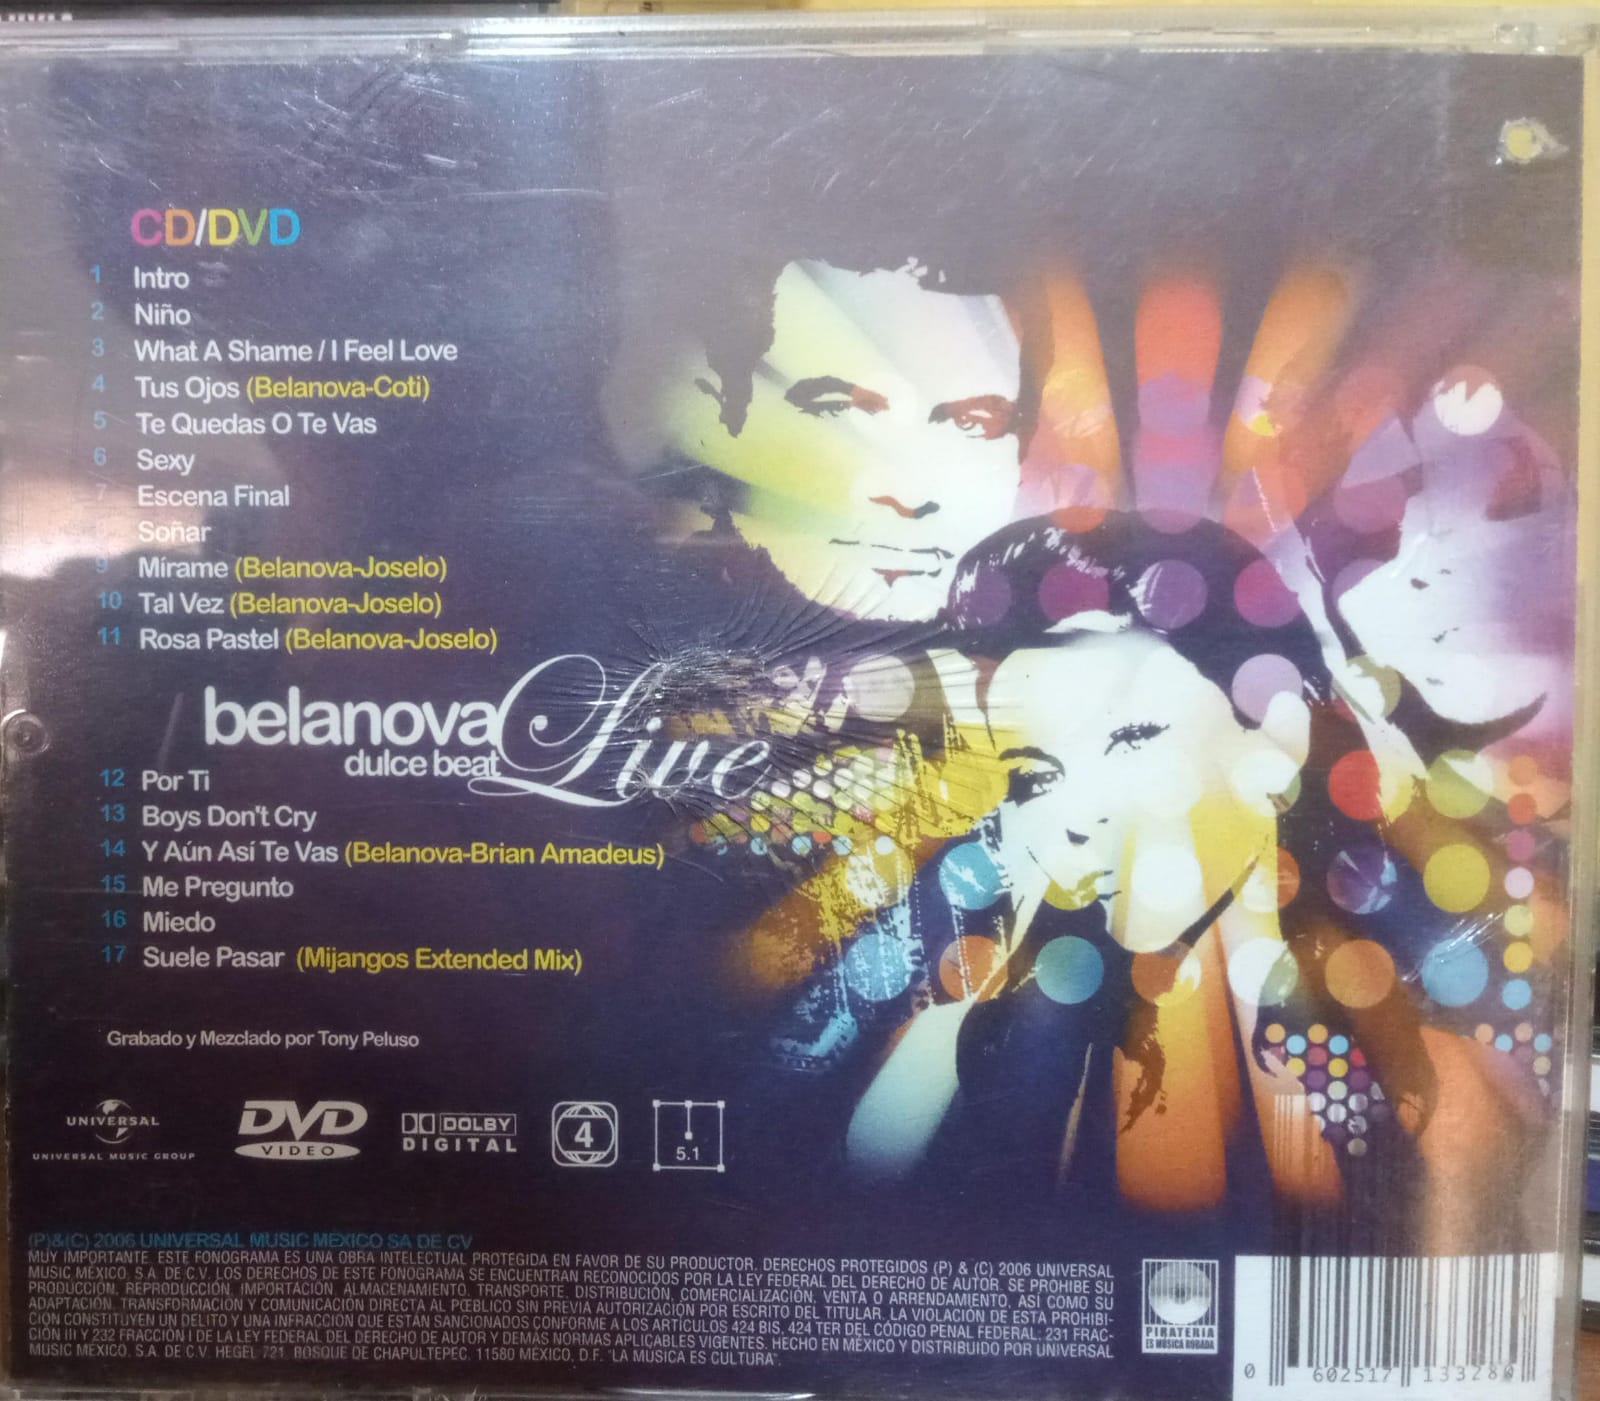 CD/DVD
1 Intro
2 Niño
3 What A Shame / I Feel Love
4 Tus Ojos (Belanova-Coti)
5 Te Quedas O Te Vas
6 Sexy
7 Escena Final
Soñar
9 Mírame (Belanova-Joselo)
10 Tal Vez (Belanova-Joselo)
11 Rosa Pastel (Belanova-Joselo)
belanova Live
dulce beat
12 Por Ti
13 Boys Don't Cry
14 Y Aún Así Te Vas (Belanova-Brian Amadeus)
15 Me Pregunto
16 Miedo
17 Suele Pasar (Mijangos Extended Mix)
Grabado y Mezclado por Tony Peluso
UNIVERSAL
UNIVERSAL MUSIC GROUP
DVD
VIDEO
DOLBY
DIGITAL
4
5.1
(P)&(C) 2006 UNIVERSAL MUSIC MÉXICO SA DE CV
MUY IMPORTANTE. ESTE FONOGRAMA ES UNA OBRA INTELECTUAL PROTEGIDA EN FAVOR DE SU PRODUCTOR. DERECHOS PROTEGIDOS (P) & (C) 2006 UNIVERSAL
MUSIC MÉXICO. S.A. DE C.V. LOS DERECHOS DE ESTE FONOGRAMA SE ENCUENTRAN RECONOCIDOS POR LA LEY FEDERAL DEL DERECHO DE AUTOR. SE PROHIBE SU
PRODUCCION, REPRODUCCIÓN, IMPORTACIÓN, ALMACENAMIENTO, TRANSPORTE, DISTRIBUCIÓN, COMERCIALIZACIÓN, VENTA O ARRENDAMIENTO, ASI COMO SU
ADAPTACIÓN, TRANSFORMACIÓN Y COMUNICACIÓN DIRECTA AL PŒBLICO SIN PREVIA AUTORIZACIÓN POR ESCRITO DEL TITULAR. LA VIOLACIÓN DE ESTA PROHIBI-
CION CONSTITUYEN UN DELITO Y UNA INFRACCION QUE ESTÁN SANCIONADOS CONFORME A LOS ARTÍCULOS 424 BIS, 424 TER DEL CÓDIGO PENAL FEDERAL; 231 FRAC-
CIÓN III Y 232 FRACCIÓN I DE LA LEY FEDERAL DEL DERECHO DE AUTOR Y DEMÁS NORMAS APLICABLES VIGENTES. HECHO EN MÉXICO Y DISTRIBUIDO POR UNIVERSAL
MUSIC MÉXICO. S.A. DE C.V. HEGEL 721. BOSQUE DE CHAPULTEPEC. 11580 MÉXICO, D.F. "LA MUSICA ES CULTURA".
PIRATERIA
ES MUSICA ROBADA
0 602517 133280